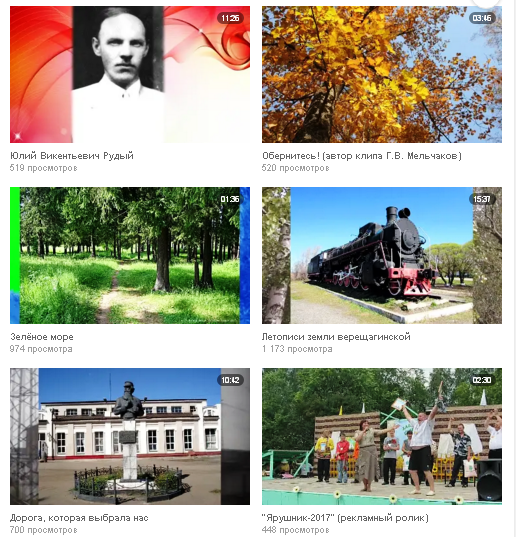 11:26
03:46
Юлий Викентьевич Рудый
519 просмотров
Обернитесь! (автор клипа Г.В. Мельчаков)
520 просмотров
01:36
15:37
Зелёное море
974 просмотра
Летописи земли верещагинской
1 173 просмотра
10:42
02:30
Дорога, которая выбрала нас
700 просмотров
"Ярушник-2017" (рекламный ролик)
448 просмотров